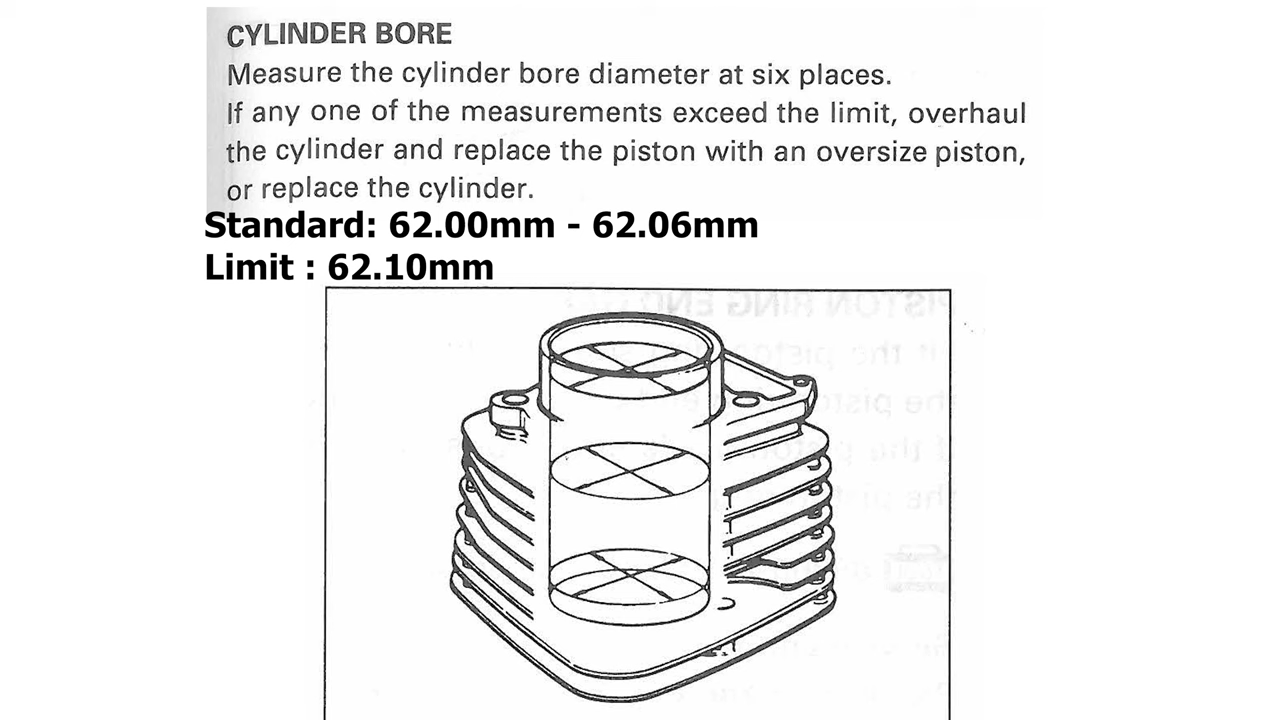 CYLINDER BORE
Measure the cylinder bore diameter at six places.
If any one of the measurements exceed the limit, overhaul
the cylinder and replace the piston with an oversize piston,
or replace the cylinder.
Standard: 62.00mm - 62.06mm
Limit : 62.10mm